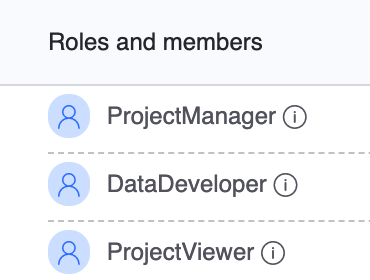 Roles and members
ProjectManager
DataDeveloper
ProjectViewer